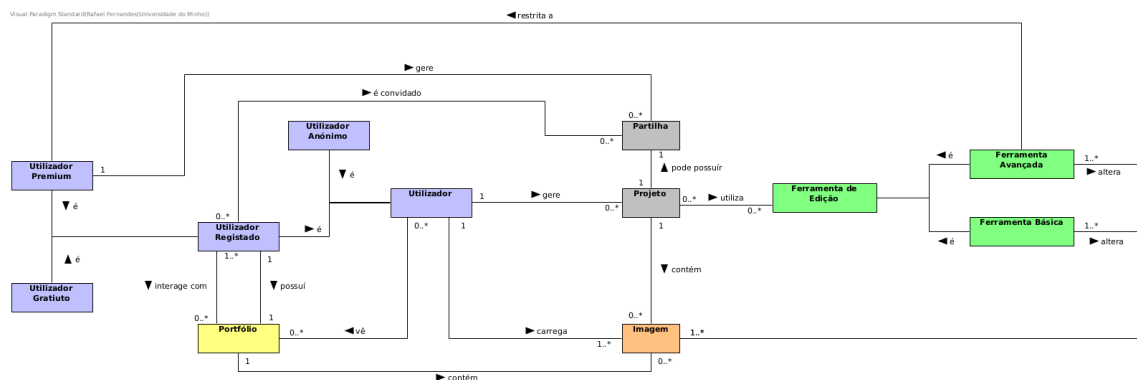 Visual Paradigm Standard(Rafael Fernandes(Universidade do Minho))
restrita a
gere
é convidado
0..*
Partilha
0..*
1
Utilizador
Anónimo
Utilizador
Premium
1
é
é
pode possuír
1
Utilizador
1
gere
0..*
Projeto
0..*
utiliza
0..*
Ferramenta de
Edição
é
Ferramenta
Avançada
1..*
altera
Ferramenta Básica
1..*
é
altera
0..*
Utilizador
Registado
é
0..*
1
1
é
1..*
1
Utilizador
Gratiuto
interage com
possuí
contém
0..*
1
0..*
Portfólio
0..*
vê
carrega
1..*
Imagem
1..*
1
0..*
contém